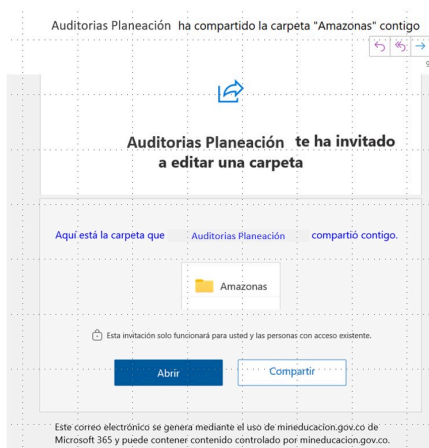 Auditorias Planeación ha compartido la carpeta "Amazonas" contigo
Auditorias Planeación te ha invitado
a editar una carpeta
Aquí está la carpeta que Auditorias Planeación compartió contigo.
Amazonas
Esta invitación solo funcionará para usted y las personas con acceso existente.
Abrir Compartir
Este correo electrónico se genera mediante el uso de mineducacion.gov.co de
Microsoft 365 y puede contener contenido controlado por mineducacion.gov.co.